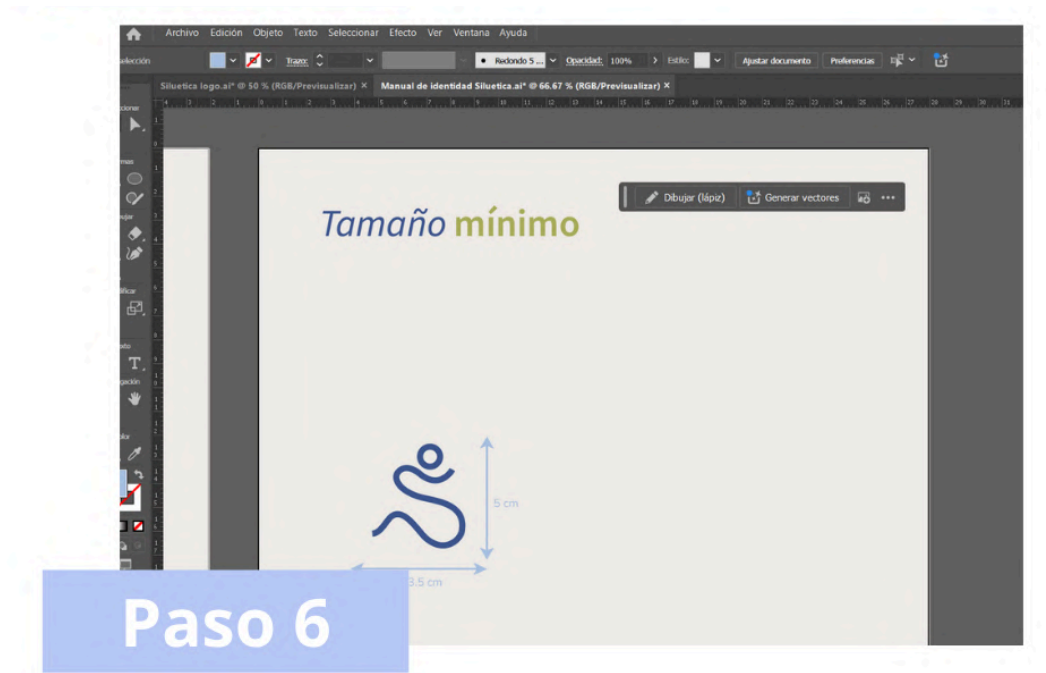 Archivo Edición Objeto Texto Seleccionar Efecto Ver Ventana Ayuda
Trazo: Redondo 5 ... Opacidad: 100% Estilo: Ajustar documento Preferencias
Siluetica logo.ai* @ 50 % (RGB/Previsualizar) × Manual de identidad Siluetica.ai* @ 66.67 % (RGB/Previsualizar) ×
Dibujar (lápiz) Generar vectores
Tamaño mínimo
5 cm
3.5 cm
Paso 6